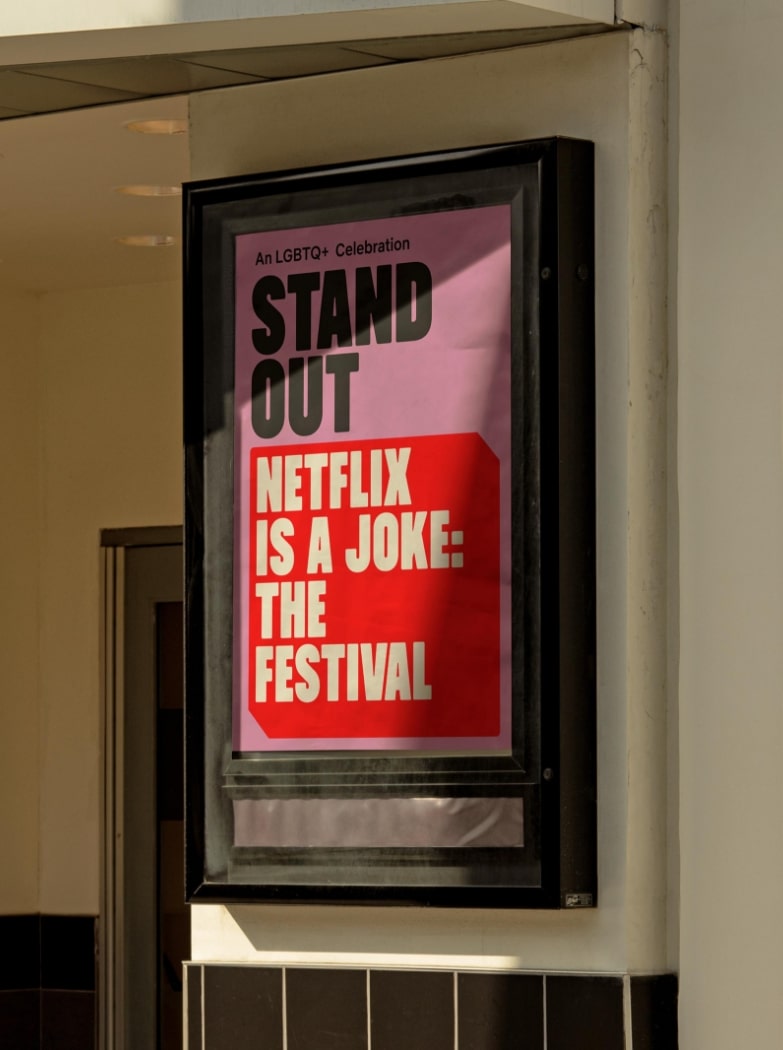 An LGBTQ+ Celebration
STAND
OUT
NETFLIX
IS A JOKE:
THE
FESTIVAL